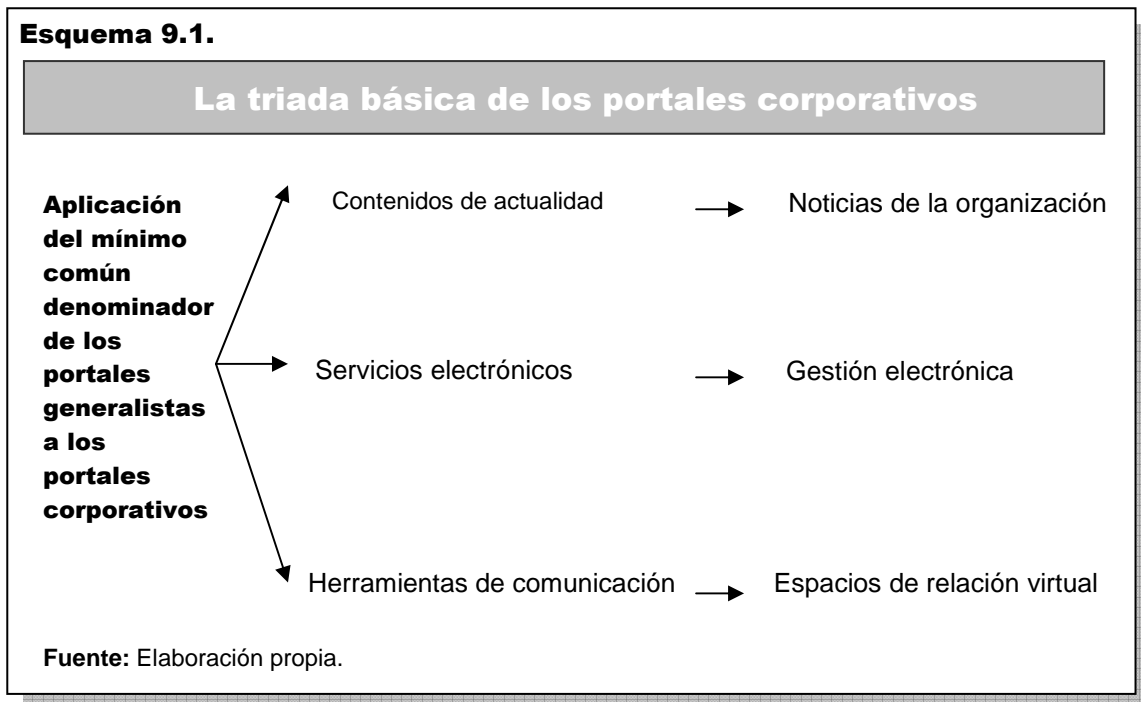 Esquema 9.1.
La triada básica de los portales corporativos
Aplicación
del mínimo
común
denominador
de los
portales
generalistas
a los
portales
corporativos
Contenidos de actualidad
Noticias de la organización
Servicios electrónicos
Gestión electrónica
Herramientas de comunicación
Espacios de relación virtual
Fuente: Elaboración propia.